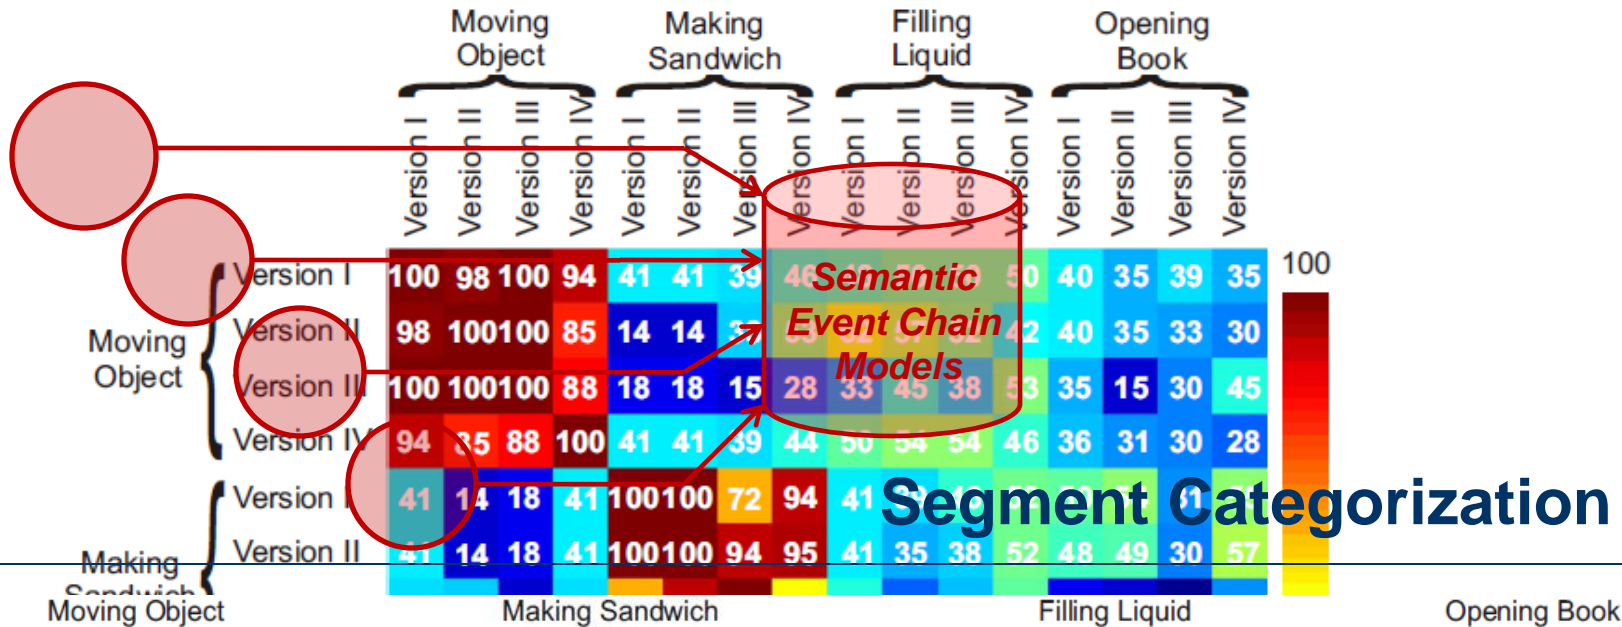 Moving Object
Making Sandwich
Filling Liquid
Opening Book
Version I Version II Version III Version IV Version I Version II Version III Version IV Version I Version II Version III Version IV Version I Version II Version III Version IV
Semantic
Event Chain
Models
100
Moving Object
Version I 100 98 100 94 41 41 39 46 50 40 35 39 35
Version II 98 100 100 85 14 14 42 40 35 33 30
Version III 100 100 100 88 18 18 15 28 33 45 38 53 35 15 30 45
Version IV 94 85 88 100 41 41 39 44 50 54 54 46 36 31 30 28
Making Sandwich
Version I 41 14 18 41 100 100 72 94 41
Segment Categorization
Version II 41 14 18 41 100 100 94 95 41 35 38 52 48 49 30 57
Moving Object Making Sandwich Filling Liquid Opening Book